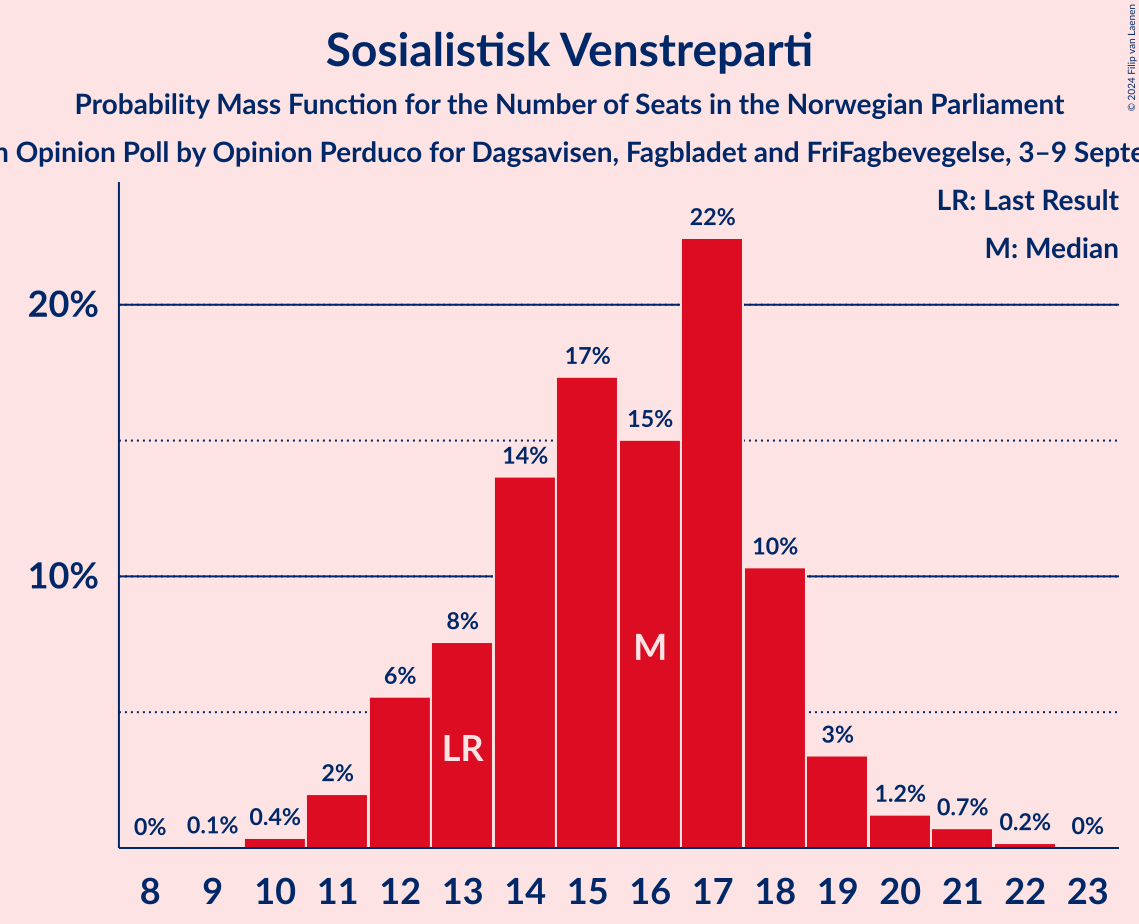 © 2024 Filip van Laenen
Sosialistisk Venstreparti
Probability Mass Function for the Number of Seats in the Norwegian Parliament
Opinion Poll by Opinion Perduco for Dagsavisen, Fagbladet and FriFagbevegelse, 3–9 Septe
LR: Last Result
M: Median
22%
20%
17%
15%
14%
10%
10%
8%
6%
M
LR
3%
2%
1.2%
0.7%
0.4%
0.2%
0% 0.1% 0%
8 9 10 11 12 13 14 15 16 17 18 19 20 21 22 23